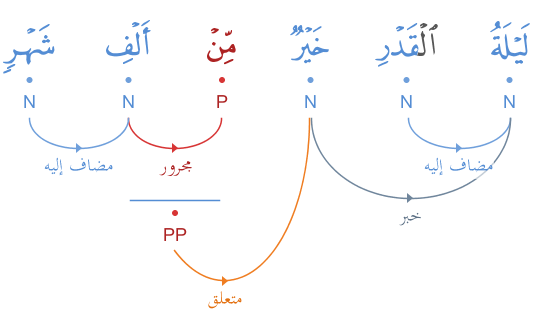 لَيْلَةُ ٱلْقَدْرِ خَيْرٌ مِّنْ أَلْفِ شَهْرٍ
N N N P N N
مضاف إليه مجرور مضاف إليه
خبر
PP
متعلق